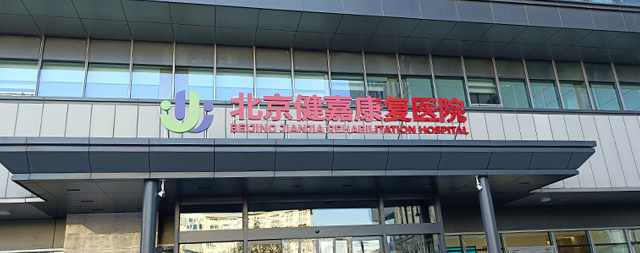 北京健嘉康复医院
BEIJING JIANJIA REHABILITATION HOSPITAL